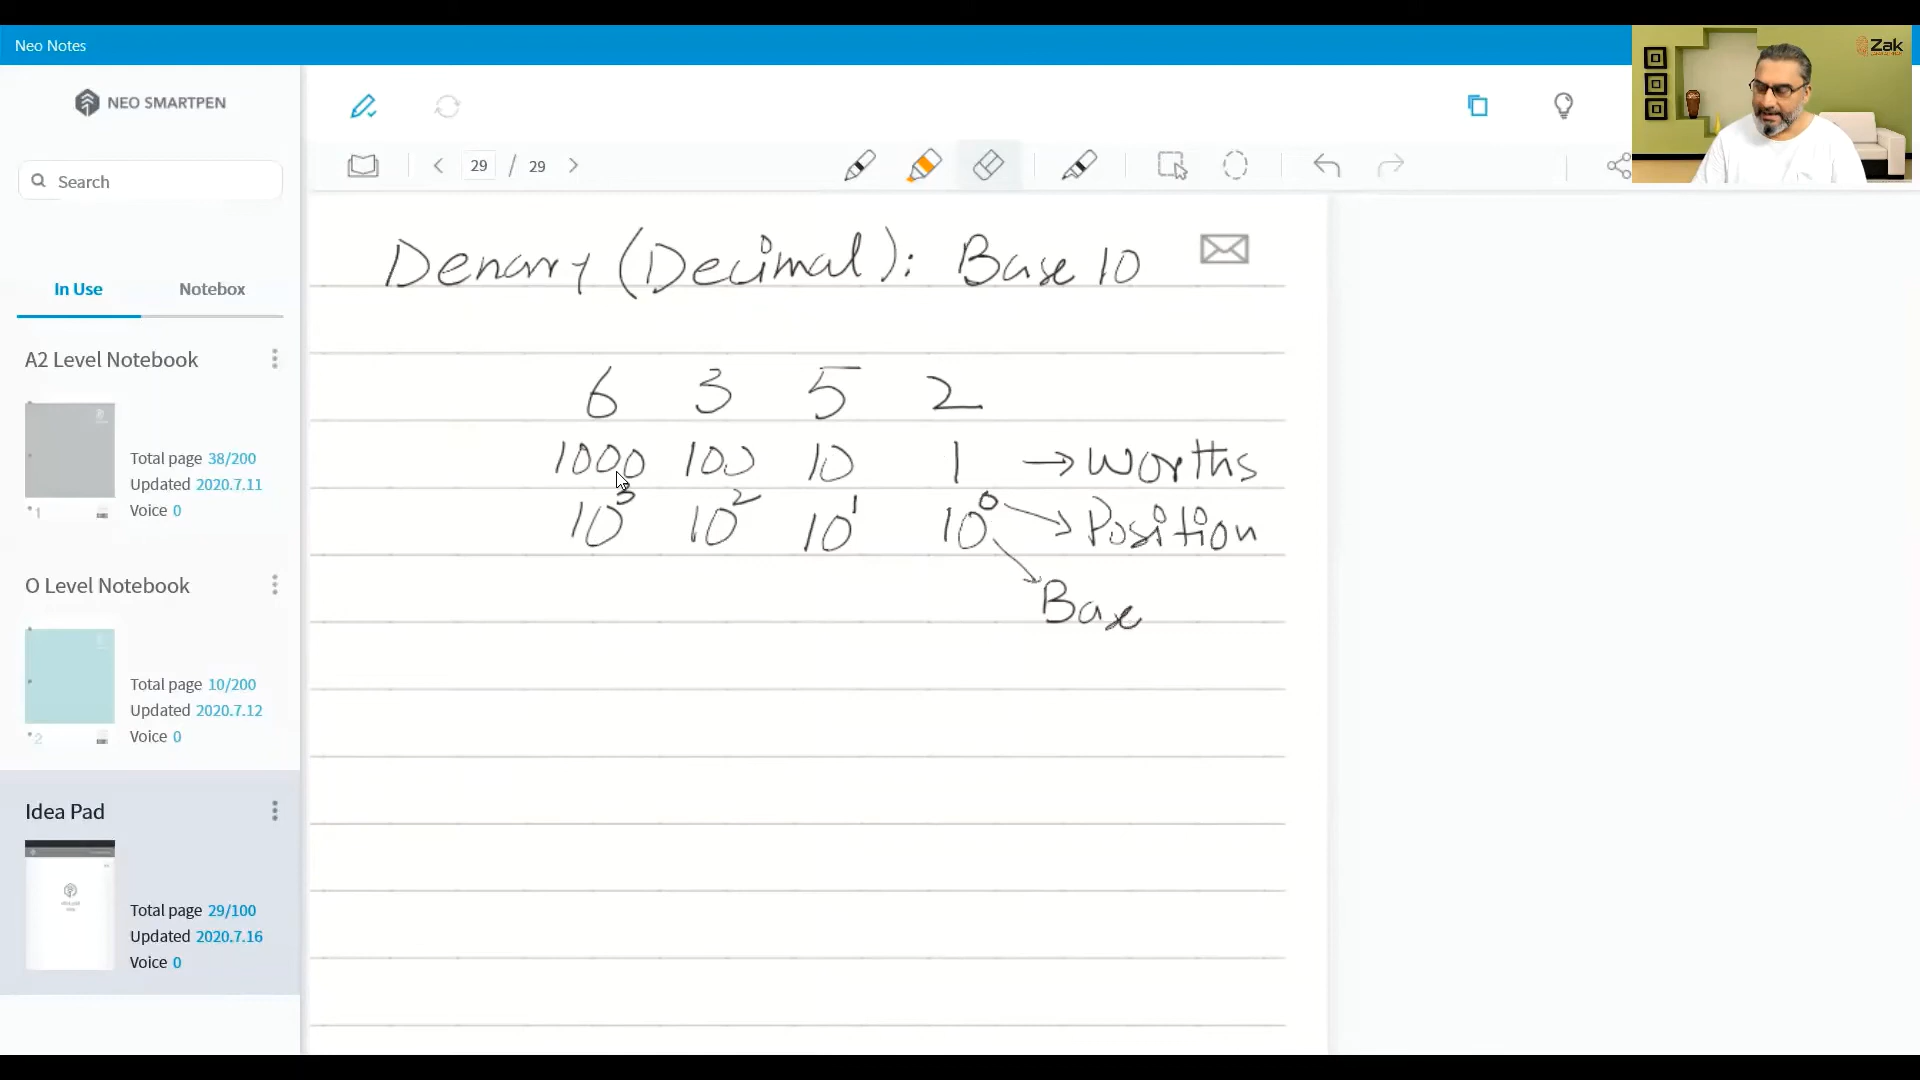 Neo Notes
Zak
NEO SMARTPEN
29 / 29
Search
In Use Notebox
A2 Level Notebook
Total page 38/200
Updated 2020.7.11
Voice 0
1
O Level Notebook
Total page 10/200
Updated 2020.7.12
Voice 0
2
Idea Pad
Total page 29/100
Updated 2020.7.16
Voice 0
Denary (Decimal): Base 10
6 3 5 2
1000 100 10 1 → Worths
10³ 10² 10¹ 10⁰ → Position
Base